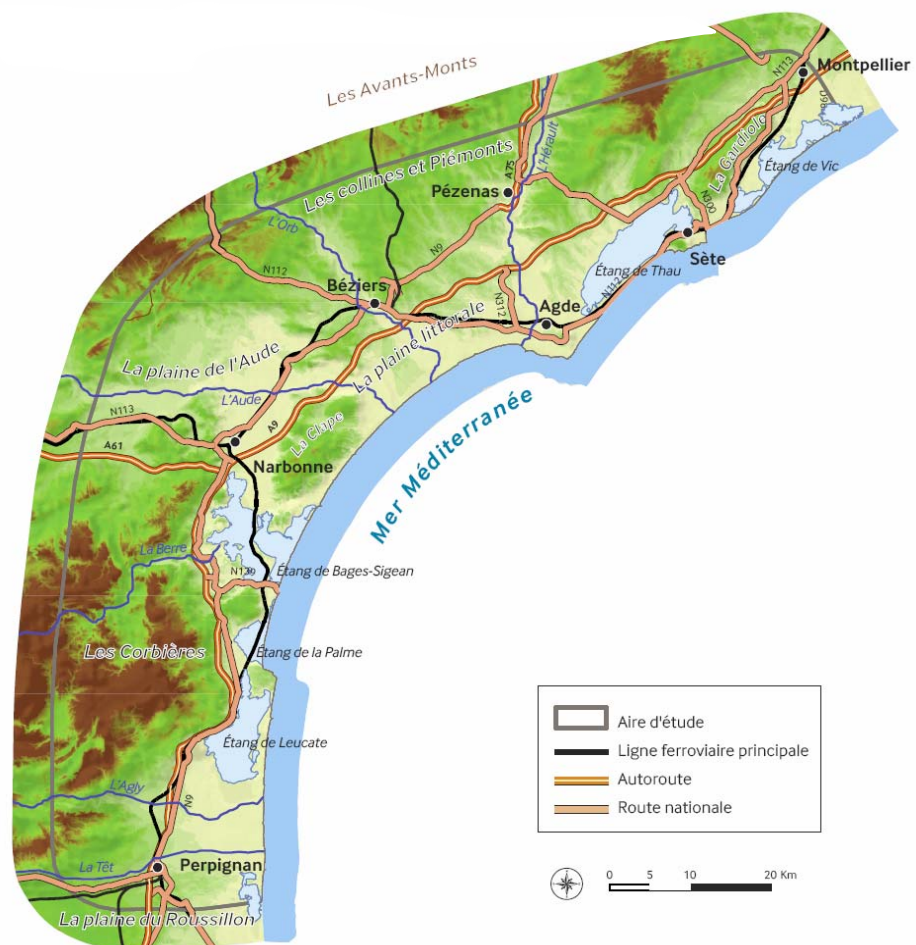 Les Avants-Monts
Montpellier
N113
D986
La Gardiole
Étang de Vic
Les collines et Piémonts
A75
L'Hérault
Pézenas
N300
Sète
L'Orb
N9
Étang de Thau
N112
N112
Béziers
N312
Agde
La plaine littorale
La plaine de l'Aude
L'Aude
N113
A9
La Clape
A61
Narbonne
Mer Méditerranée
La Berre
N139
Étang de Bages-Sigean
Les Corbières
Étang de la Palme
Étang de Leucate
L'Agly
N9
La Têt
Perpignan
La plaine du Roussillon
Aire d'étude
Ligne ferroviaire principale
Autoroute
Route nationale
0 5 10 20 Km